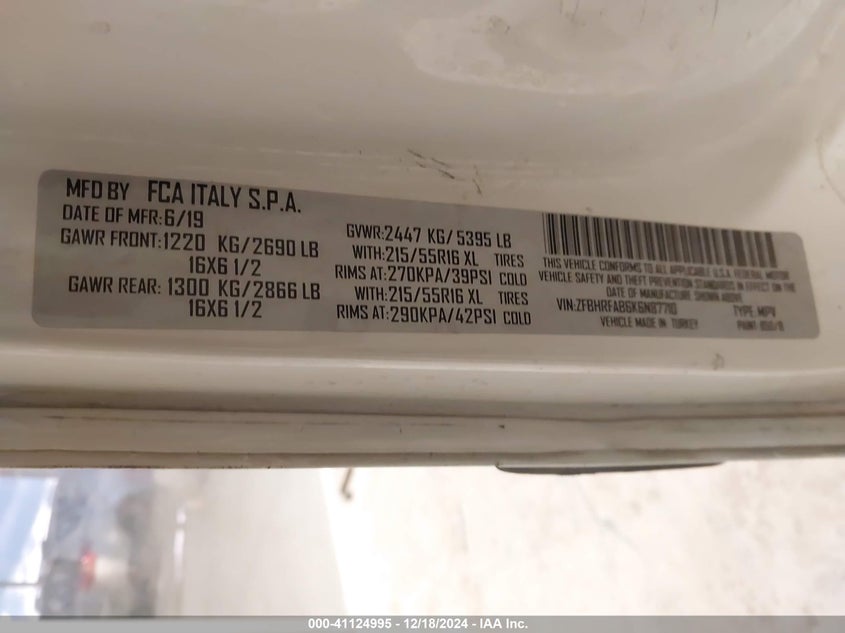 MFD BY FCA ITALY S.P.A.
DATE OF MFR:6/19
GAWR FRONT:1220 KG/2690 LB
16X6 1/2
GAWR REAR: 1300 KG/2866 LB
16X6 1/2
GVWR:2447 KG/5395 LB
WITH:215/55R16 XL TIRES
RIMS AT:270KPA/39PSI COLD
WITH:215/55R16 XL TIRES
RIMS AT:290KPA/42PSI COLD
THIS VEHICLE CONFORMS TO ALL APPLICABLE U.S.A. FEDERAL MOTOR
VEHICLE SAFETY AND THEFT PREVENTION STANDARDS IN EFFECT ON THE
DATE OF MANUFACTURE SHOWN ABOVE.
VIN: TYPE: MPV
VEHICLE MADE IN TURKEY PAINT:
000-41124995 - 12/18/2024 - IAA Inc.